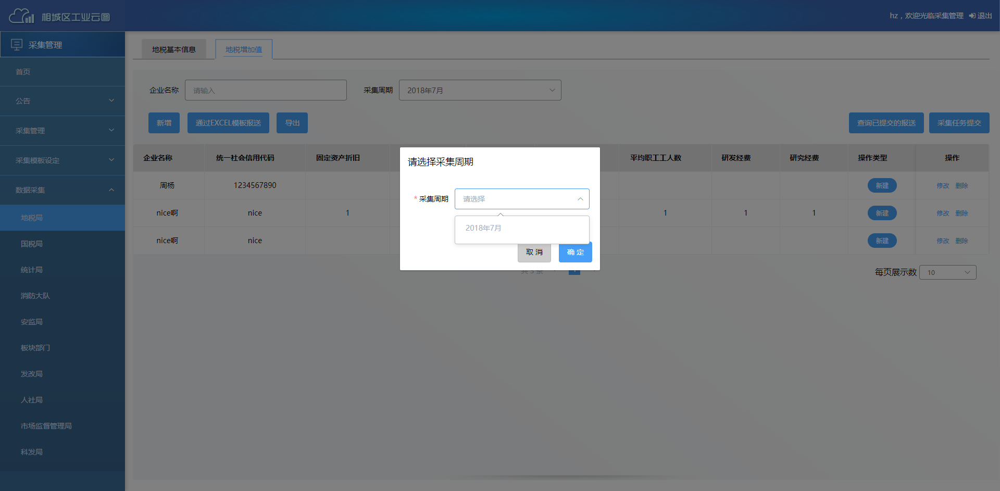 相城区工业云图
hz，欢迎光临采集管理 退出
采集管理
首页
公告
采集管理
采集模板设定
数据采集
地税局
国税局
统计局
消防大队
安监局
板块部门
发改局
人社局
市场监督管理局
科发局
地税基本信息 地税增加值
企业名称 请输入 采集周期 2018年7月
新增 通过EXCEL模板报送 导出 查询已提交的报送 采集任务提交
企业名称 统一社会信用代码 固定资产折旧 平均职工工人数 研发经费 研究经费 操作类型 操作
周杨 1234567890 新建 修改 删除
nice啊 nice 1 1 1 1 新建 修改 删除
nice啊 nice 新建 修改 删除
每页展示数 10
请选择采集周期
* 采集周期 请选择
2018年7月
取 消 确 定